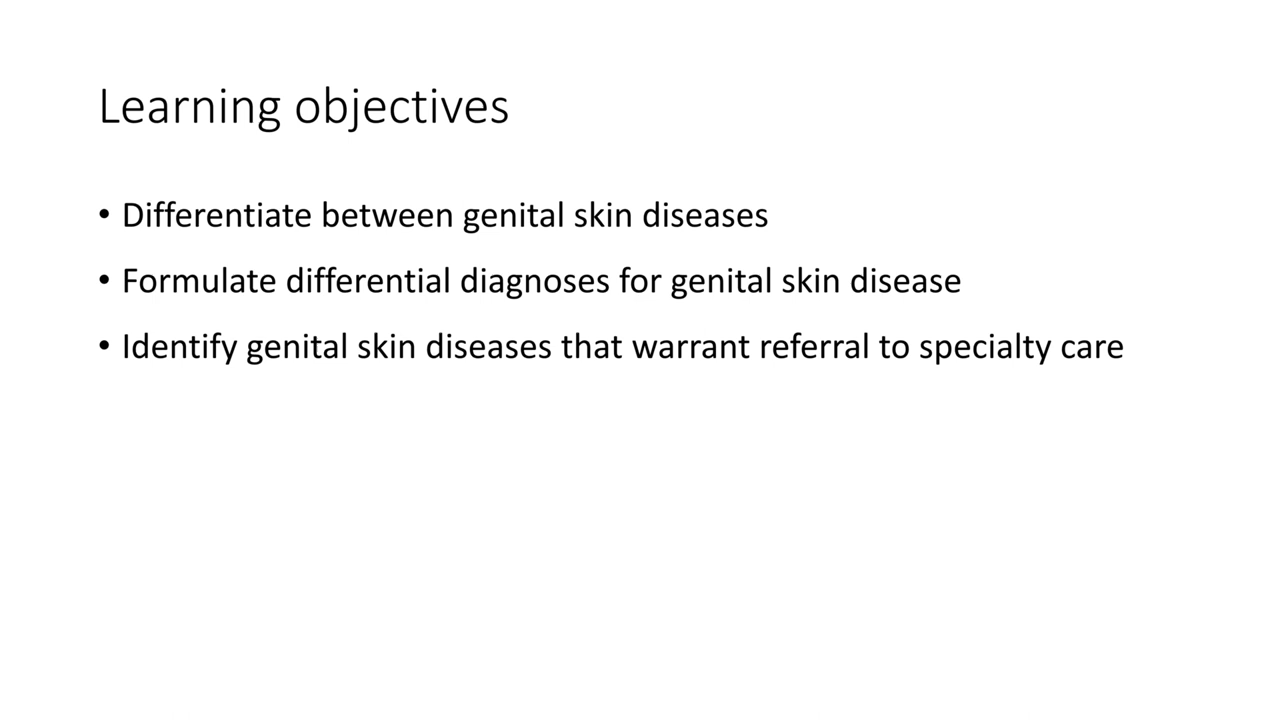 Learning objectives
• Differentiate between genital skin diseases
• Formulate differential diagnoses for genital skin disease
• Identify genital skin diseases that warrant referral to specialty care